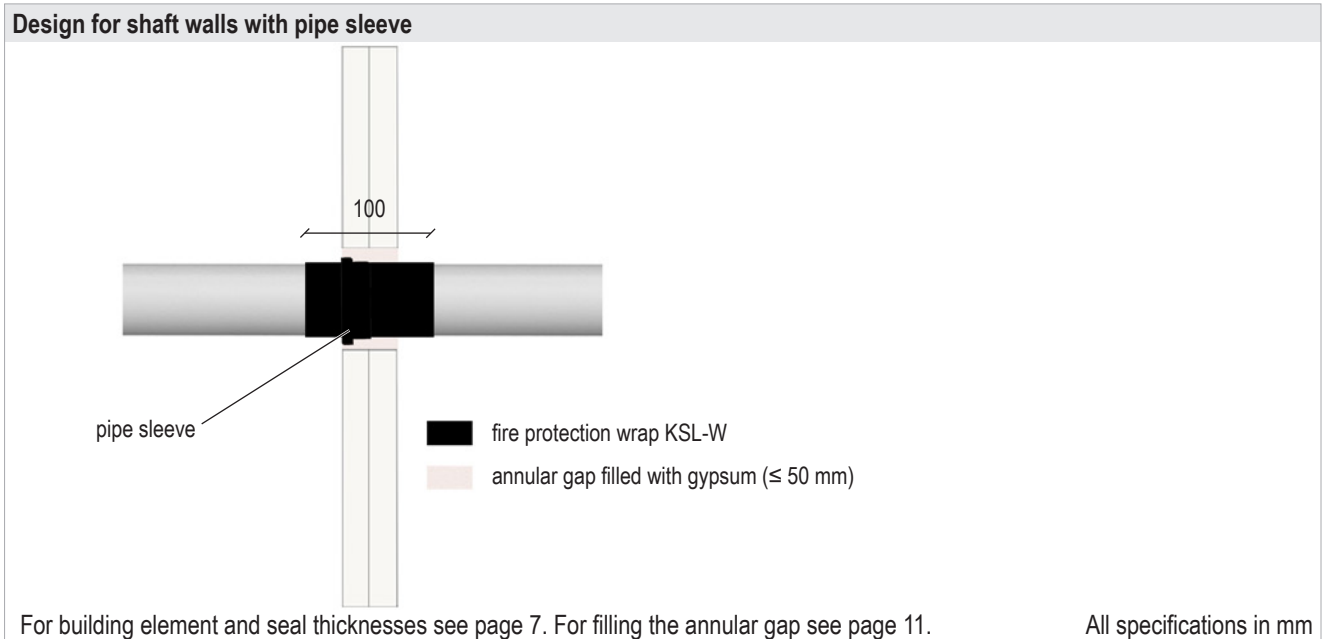 Design for shaft walls with pipe sleeve
100
pipe sleeve
fire protection wrap KSL-W
annular gap filled with gypsum (≤ 50 mm)
For building element and seal thicknesses see page 7. For filling the annular gap see page 11. All specifications in mm